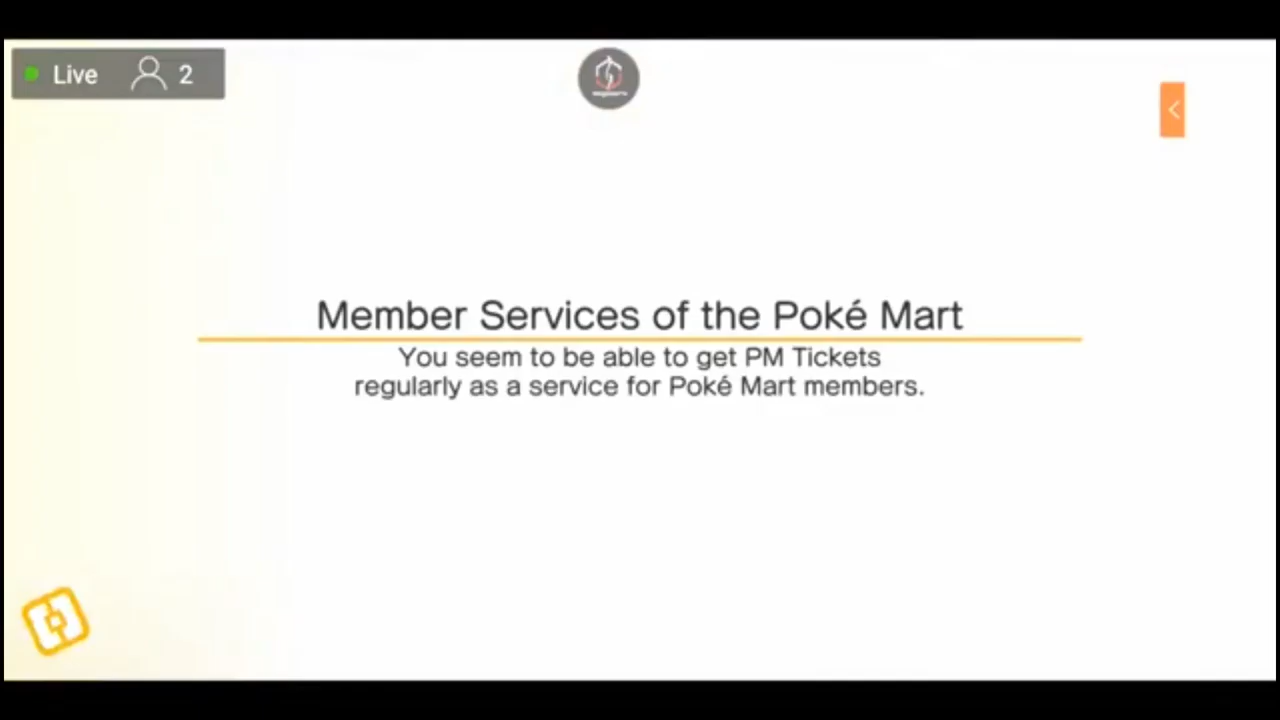 Live 2
Member Services of the Poké Mart
You seem to be able to get PM Tickets
regularly as a service for Poké Mart members.